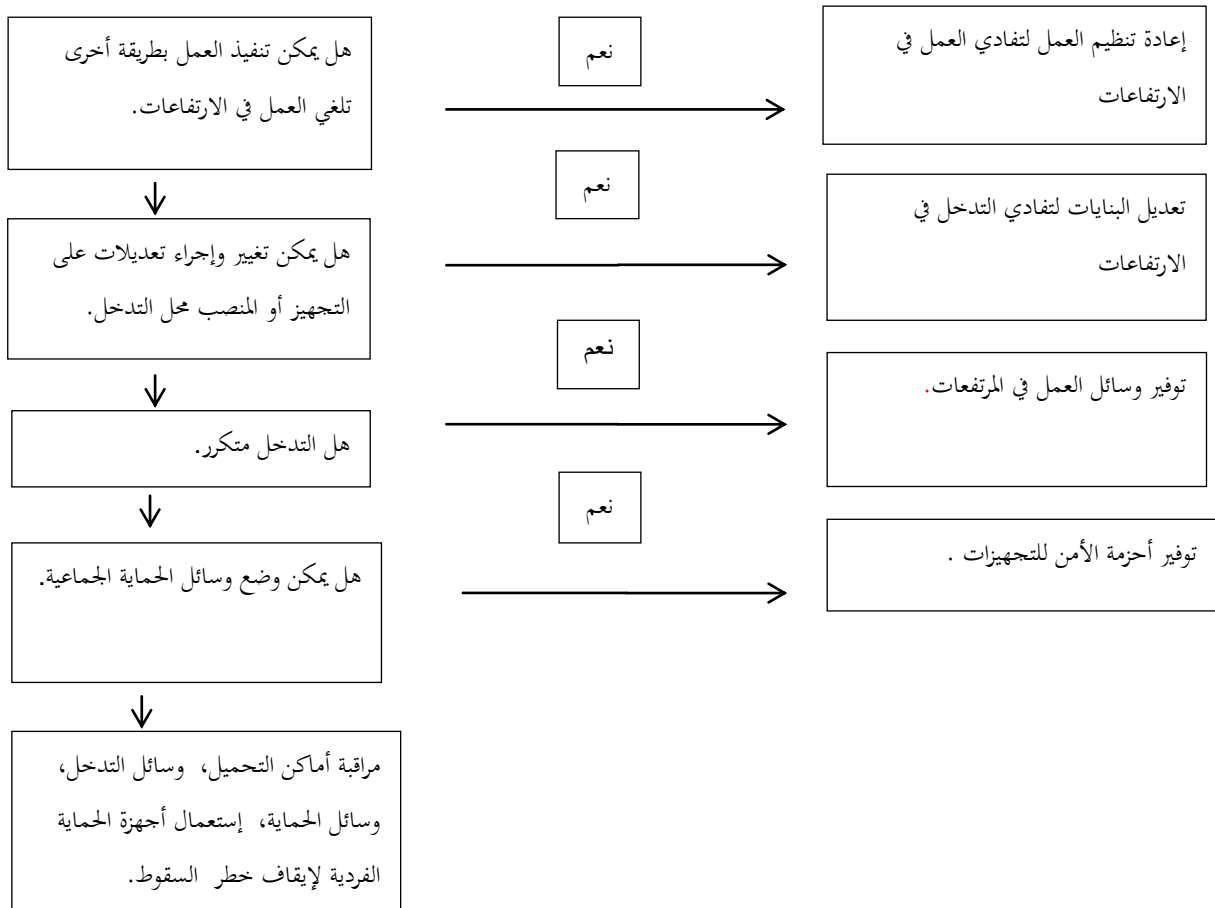 هل يمكن تنفيذ العمل بطريقة أخرى
تلغي العمل في الارتفاعات.
نعم
إعادة تنظيم العمل لتفادي العمل في
الارتفاعات
هل يمكن تغيير وإجراء تعديلات على
التجهيز أو المنصب محل التدخل.
نعم
تعديل البنايات لتفادي التدخل في
الارتفاعات
هل التدخل متكرر.
نعم
توفير وسائل العمل في المرتفعات.
هل يمكن وضع وسائل الحماية الجماعية.
نعم
توفير أحزمة الأمن للتجهيزات .
مراقبة أماكن التحميل، وسائل التدخل،
وسائل الحماية، إستعمال أجهزة الحماية
الفردية لإيقاف خطر السقوط.